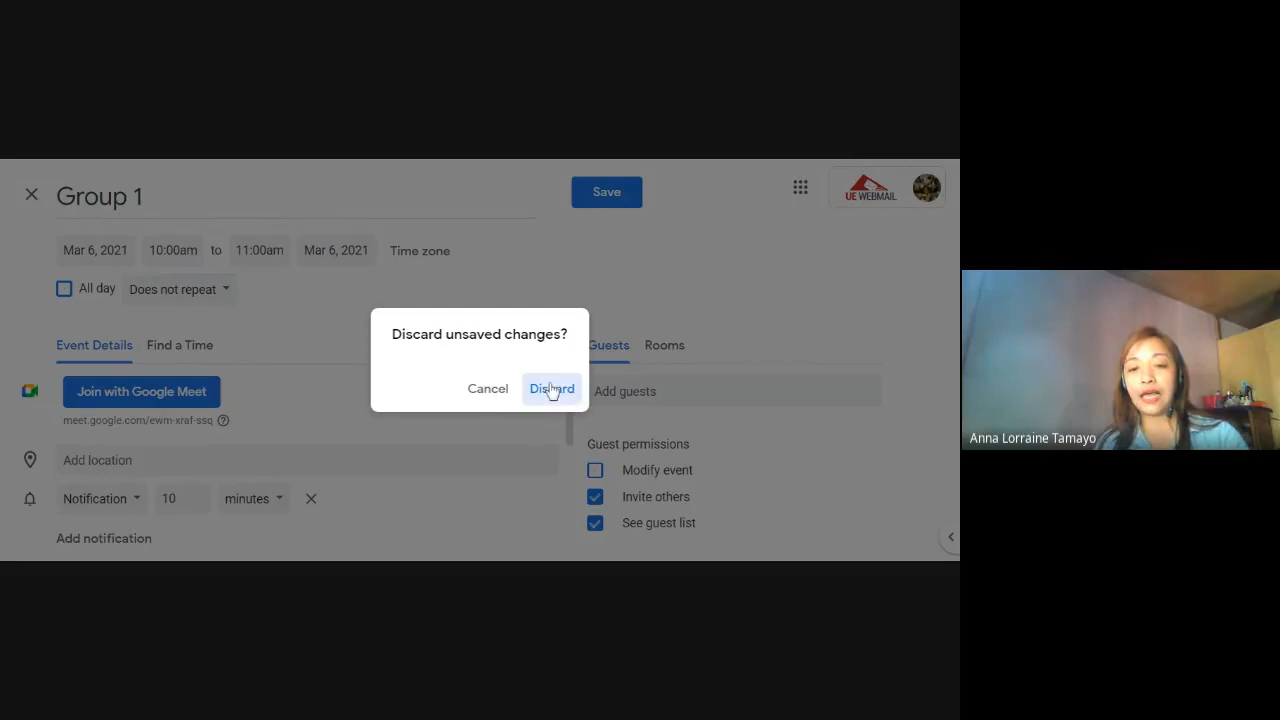 Group 1
Save
UE WEBMAIL
Mar 6, 2021 10:00am to 11:00am Mar 6, 2021 Time zone
All day Does not repeat
Discard unsaved changes?
Cancel Discard
Event Details Find a Time
Guests Rooms
Join with Google Meet
meet.google.com/ewm-xraf-ssq
Add guests
Add location
Guest permissions
Modify event
Notification 10 minutes
Invite others
See guest list
Add notification
Anna Lorraine Tamayo